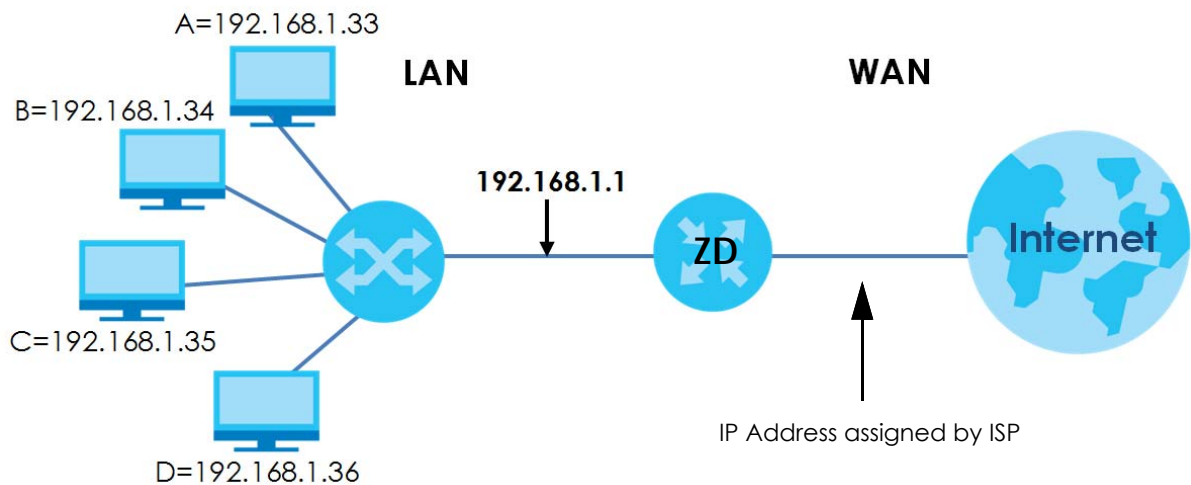 A=192.168.1.33
LAN
WAN
B=192.168.1.34
192.168.1.1
ZD
Internet
C=192.168.1.35
IP Address assigned by ISP
D=192.168.1.36